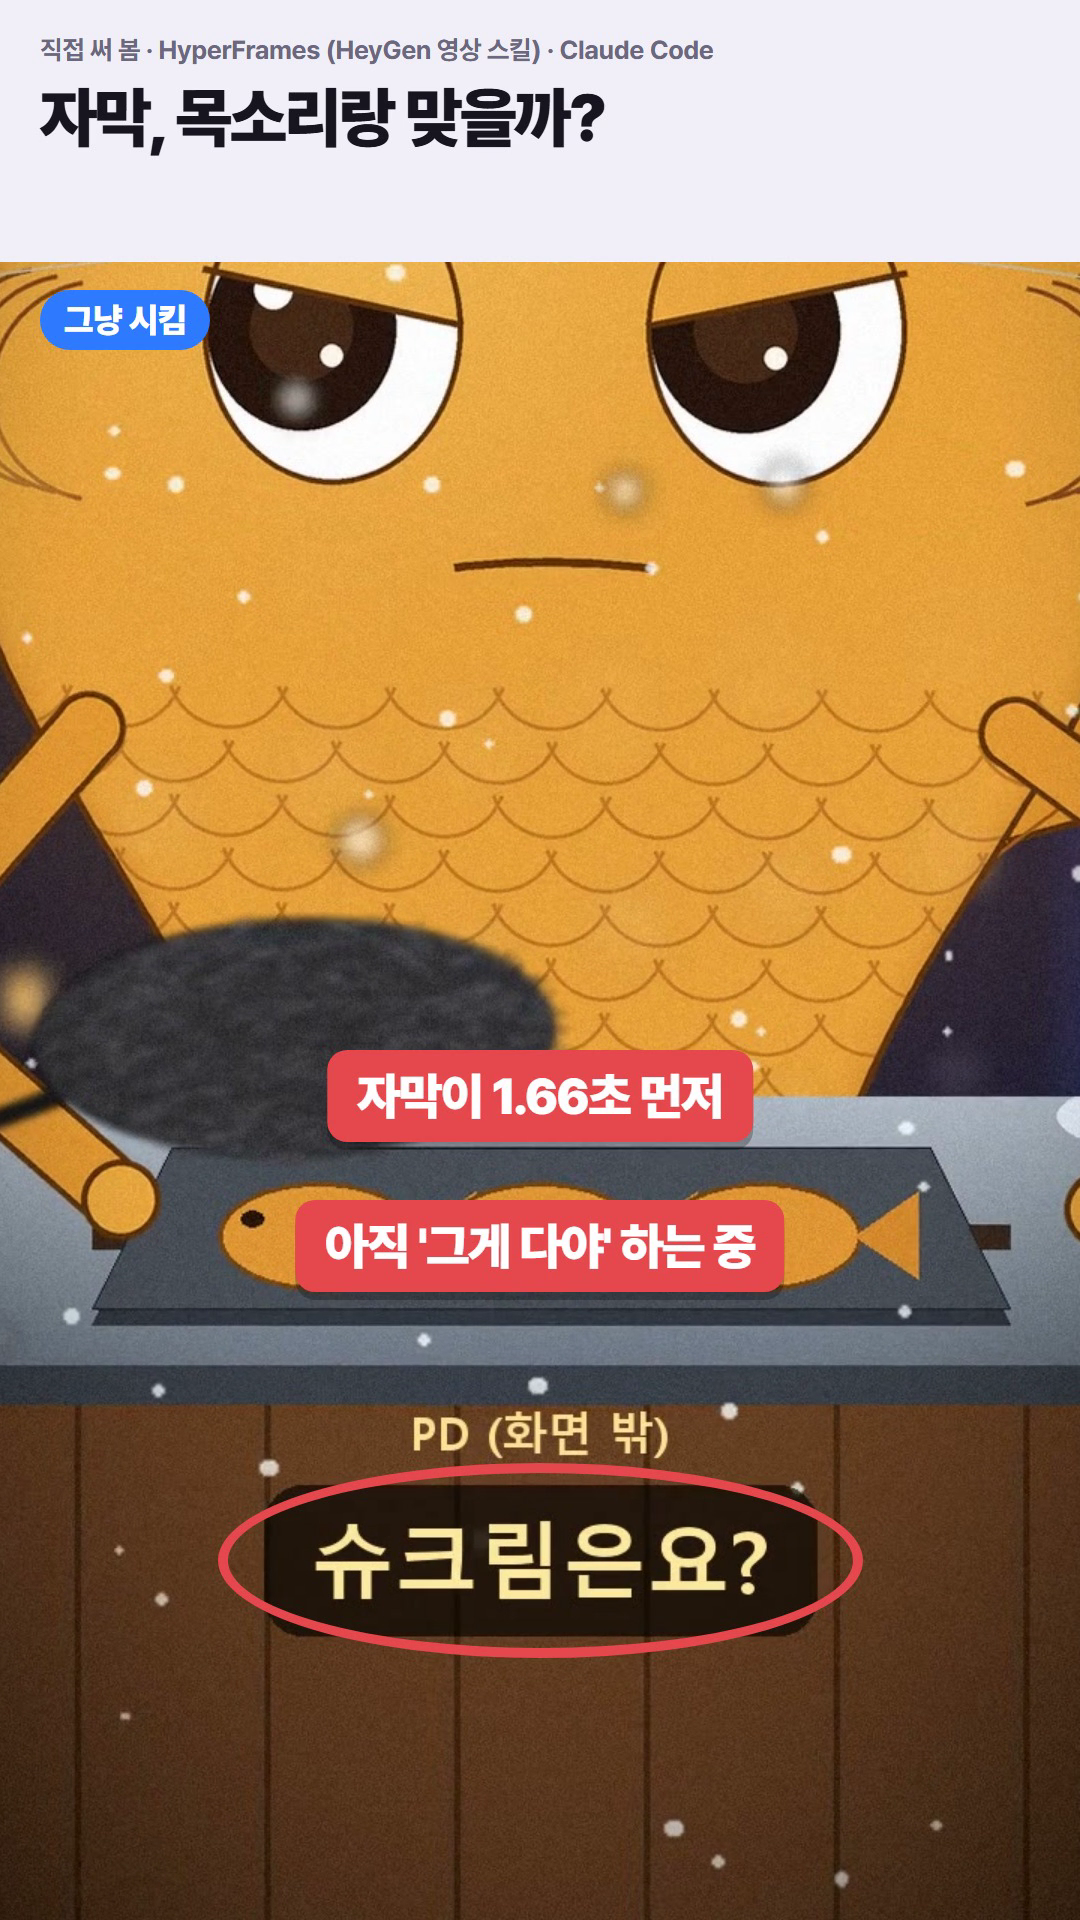 직접 써 봄 · HyperFrames (HeyGen 영상 스킬) · Claude Code
자막, 목소리랑 맞을까?
그냥 시킴
자막이 1.66초 먼저
아직 '그게 다야' 하는 중
PD (화면 밖)
슈크림은요?